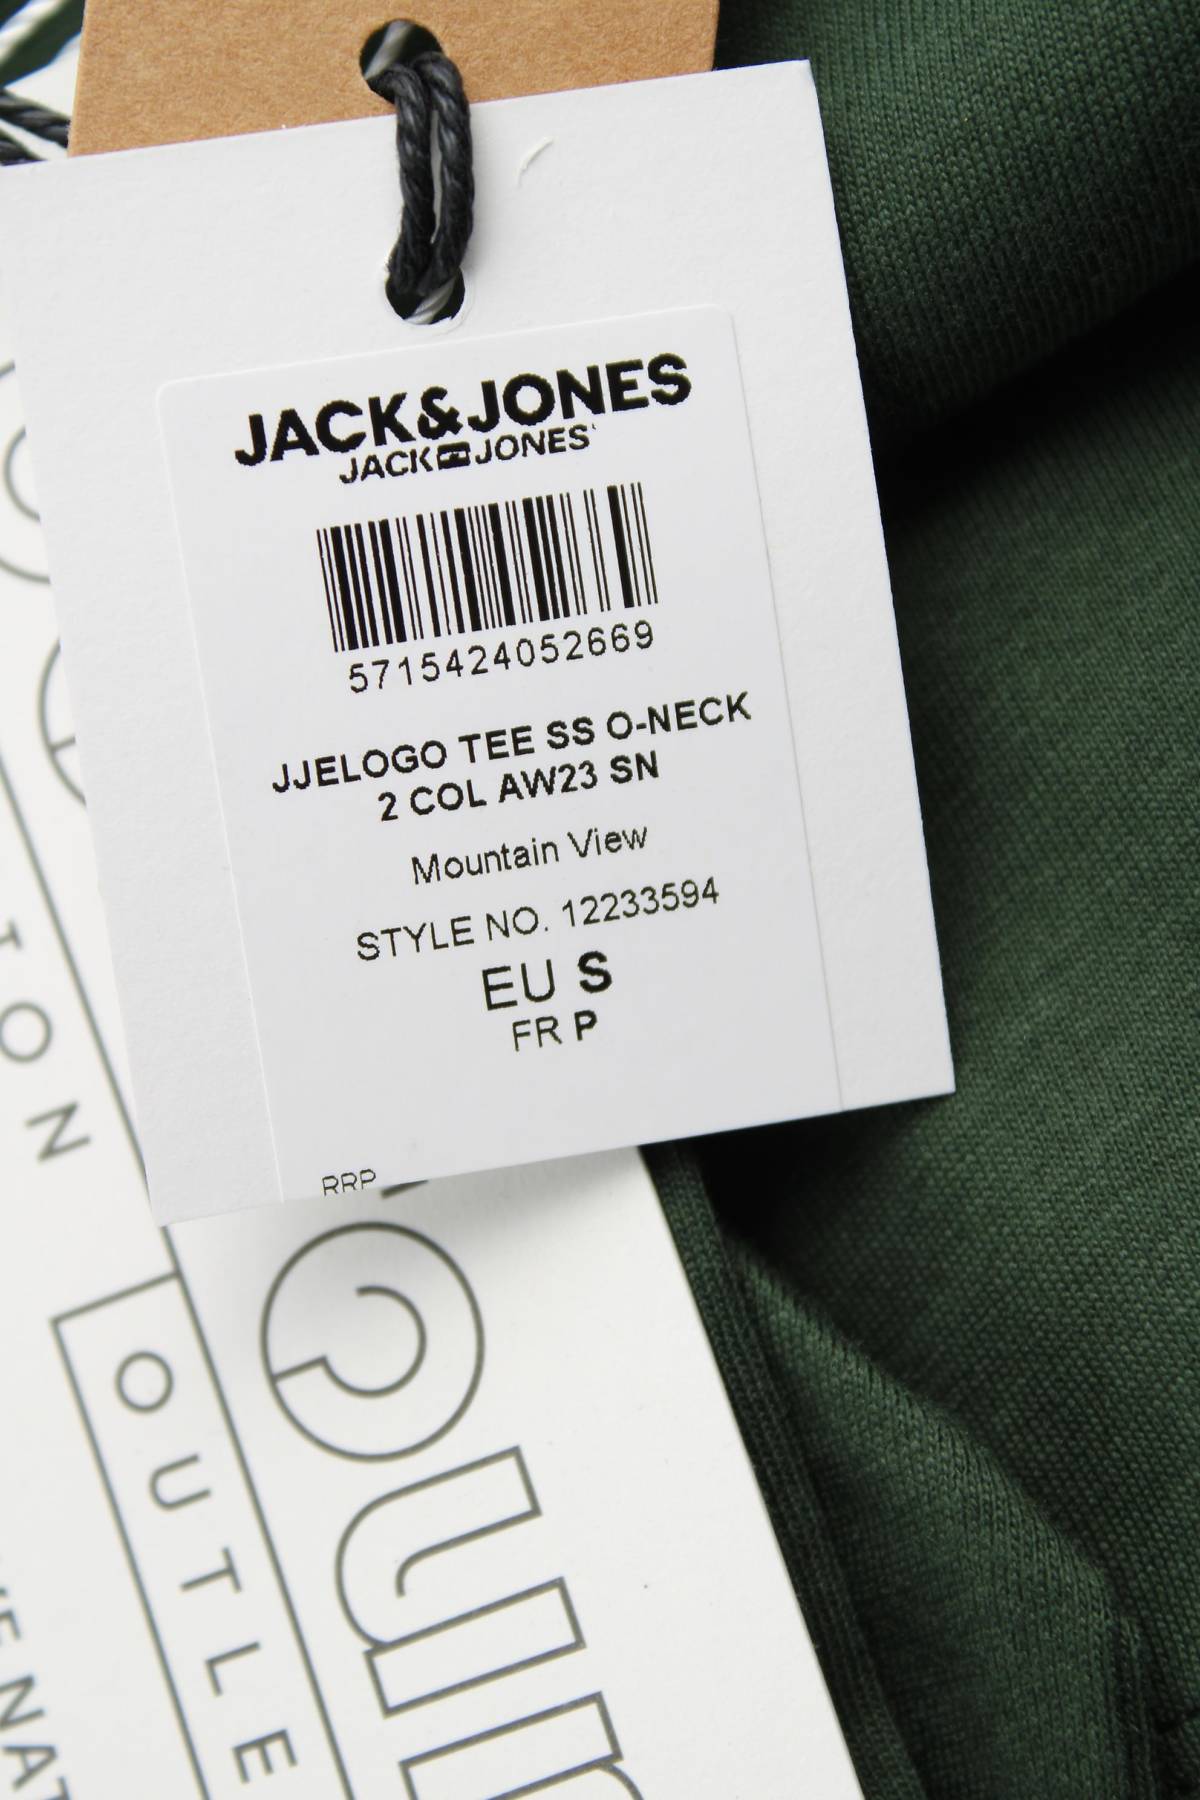 JACK&JONES
JACK JONES
5715424052669
JJELOGO TEE SS O-NECK
2 COL AW23 SN
Mountain View
STYLE NO. 12233594
EU S
FR P
RRP
TON
OUTLE